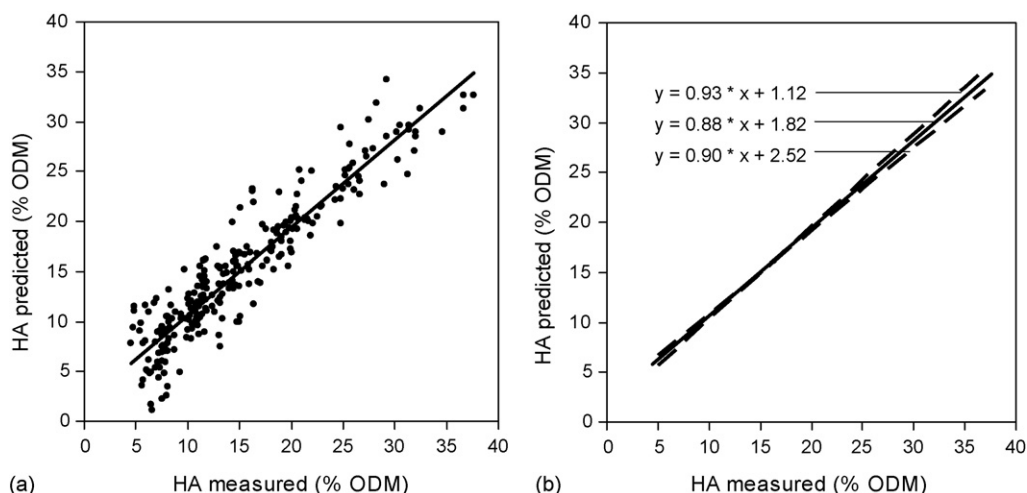 HA predicted (% ODM)
40
35
30
25
20
15
10
5
0
0 5 10 15 20 25 30 35 40
(a) HA measured (% ODM)
HA predicted (% ODM)
40
35
30
25
20
15
10
5
0
y = 0.93 * x + 1.12
y = 0.88 * x + 1.82
y = 0.90 * x + 2.52
0 5 10 15 20 25 30 35 40
(b) HA measured (% ODM)